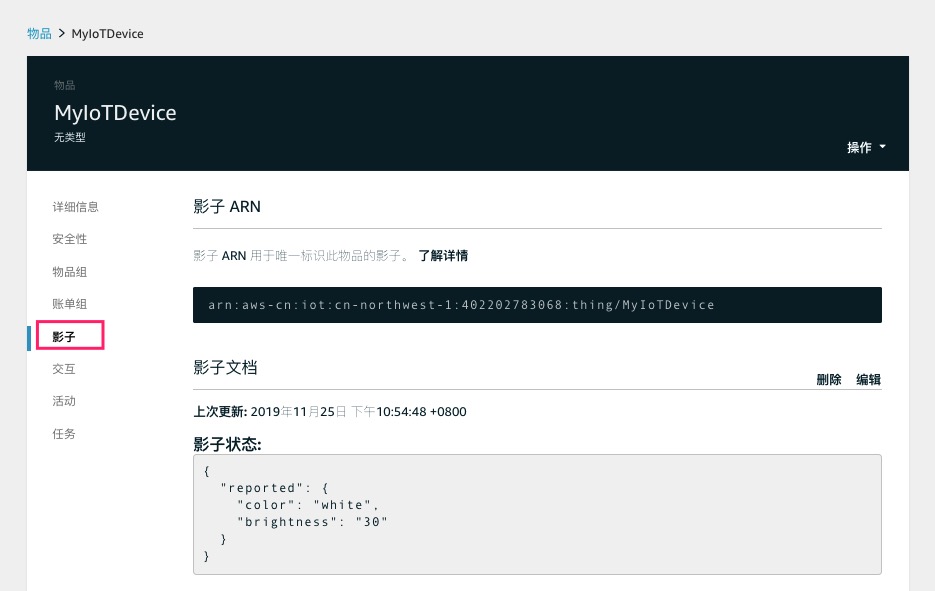 物品 > MyIoTDevice
物品
MyIoTDevice
无类型
操作
详细信息
安全性
物品组
账单组
影子
交互
活动
任务
影子 ARN
影子 ARN 用于唯一标识此物品的影子。 了解详情
arn:aws-cn:iot:cn-northwest-1:402202783068:thing/MyIoTDevice
影子文档
删除 编辑
上次更新: 2019年11月25日 下午10:54:48 +0800
影子状态:
{
  "reported": {
    "color": "white",
    "brightness": "30"
  }
}